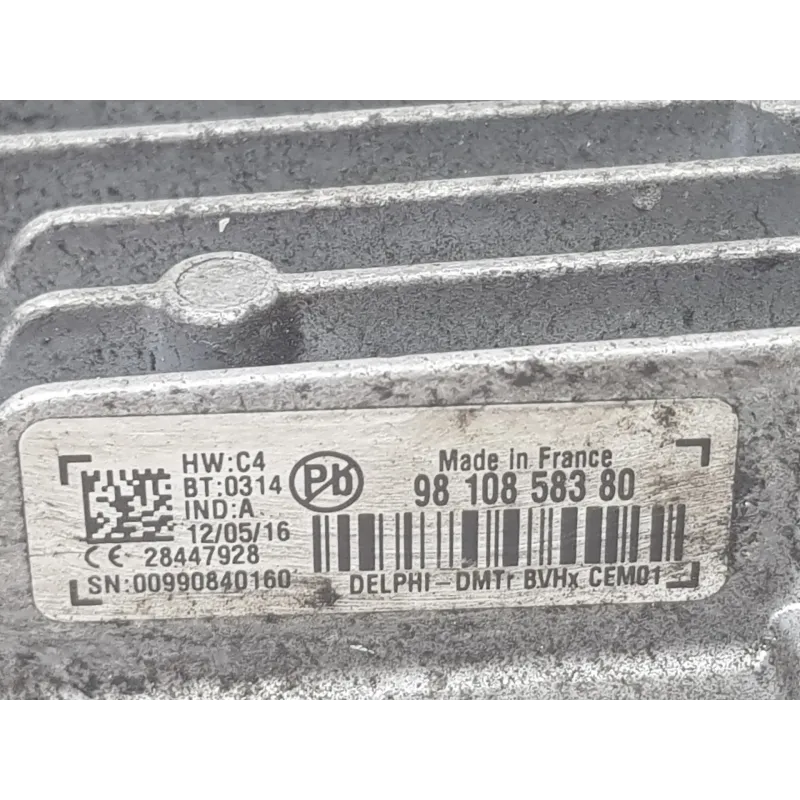 HW:C4
BT:0314
IND:A.
12/05/16
CE 28447928
SN:00990840160
Pb
Made in France
98 108 583 80
DELPHI-DMTr BVHx CEM01